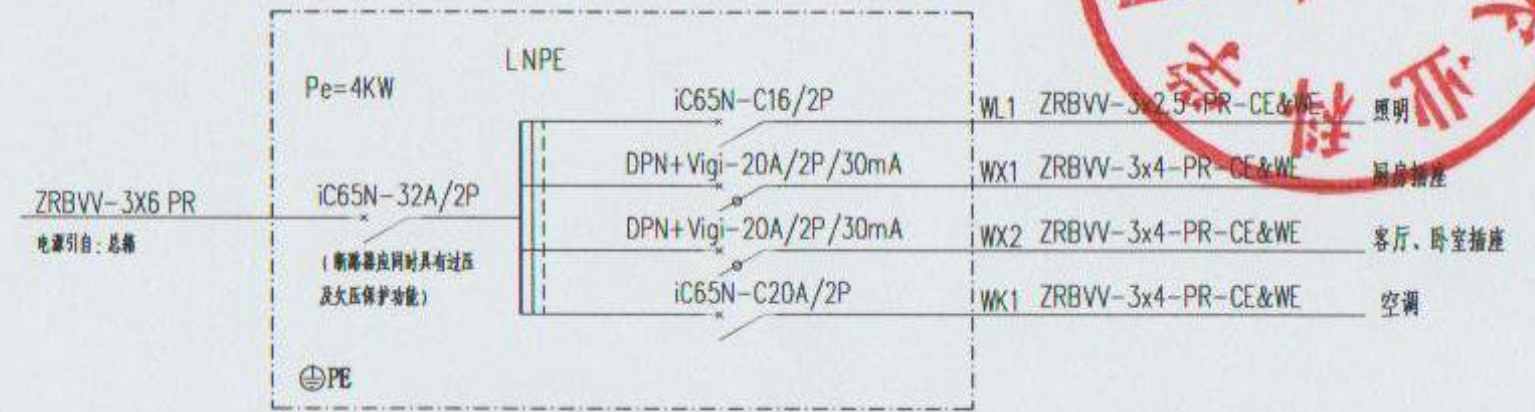 LNPE
Pe=4KW
iC65N-C16/2P
WL1 ZRBVV-3x2.5-PR-CE&WE 照明
DPN+Vigi-20A/2P/30mA
WX1 ZRBVV-3x4-PR-CE&WE 厨房插座
ZRBVV-3X6 PR
iC65N-32A/2P
电源引自：总箱
DPN+Vigi-20A/2P/30mA
WX2 ZRBVV-3x4-PR-CE&WE 客厅、卧室插座
(断路器应同时具有过压
及欠压保护功能)
iC65N-C20A/2P
WK1 ZRBVV-3x4-PR-CE&WE 空调
PE